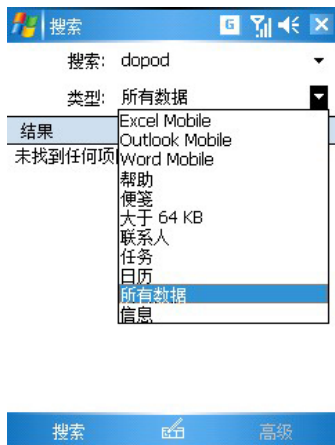 搜索
G
搜索: dopod
类型: 所有数据
结果
未找到任何项
Excel Mobile
Outlook Mobile
Word Mobile
帮助
便笺
大于 64 KB
联系人
任务
日历
所有数据
信息
搜索
高级